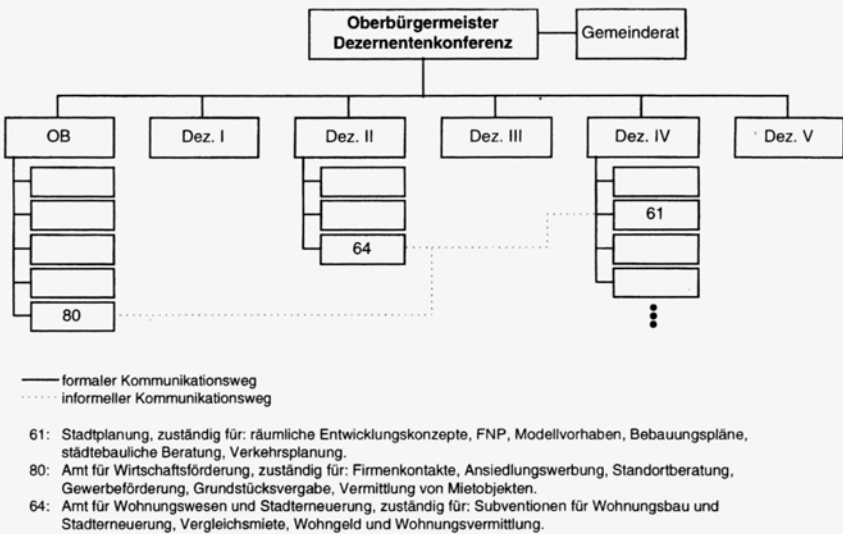 Oberbürgermeister
Dezernentenkonferenz
Gemeinderat
OB
Dez. I
Dez. II
Dez. III
Dez. IV
Dez. V
61
64
80
formaler Kommunikationsweg
informeller Kommunikationsweg
61: Stadtplanung, zuständig für: räumliche Entwicklungskonzepte, FNP, Modellvorhaben, Bebauungspläne,
städtebauliche Beratung, Verkehrsplanung.
80: Amt für Wirtschaftsförderung, zuständig für: Firmenkontakte, Ansiedlungswerbung, Standortberatung,
Gewerbeförderung, Grundstücksvergabe, Vermittlung von Mietobjekten.
64: Amt für Wohnungswesen und Stadterneuerung, zuständig für: Subventionen für Wohnungsbau und
Stadterneuerung, Vergleichsmiete, Wohngeld und Wohnungsvermittlung.